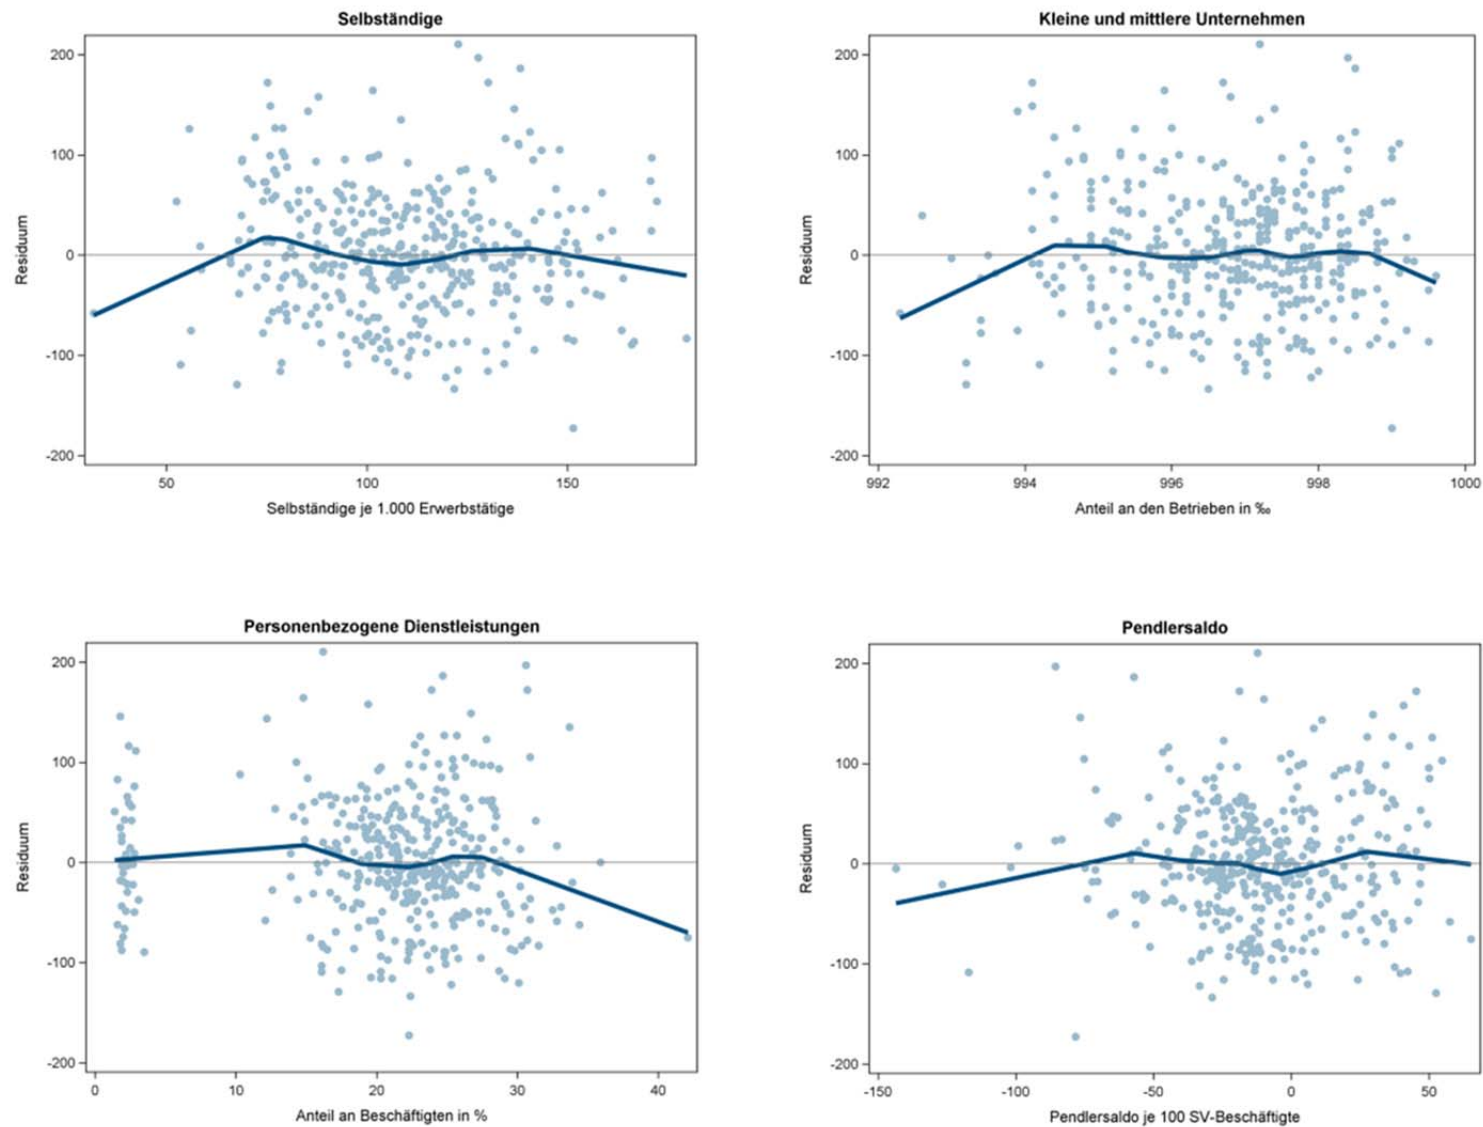 Selbständige
200
100
0
-100
-200
Residuum
50 100 150
Selbständige je 1.000 Erwerbstätige
Kleine und mittlere Unternehmen
200
100
0
-100
-200
Residuum
992 994 996 998 1000
Anteil an den Betrieben in ‰
Personenbezogene Dienstleistungen
200
100
0
-100
-200
Residuum
0 10 20 30 40
Anteil an Beschäftigten in %
Pendlersaldo
200
100
0
-100
-200
Residuum
-150 -100 -50 0 50
Pendlersaldo je 100 SV-Beschäftigte